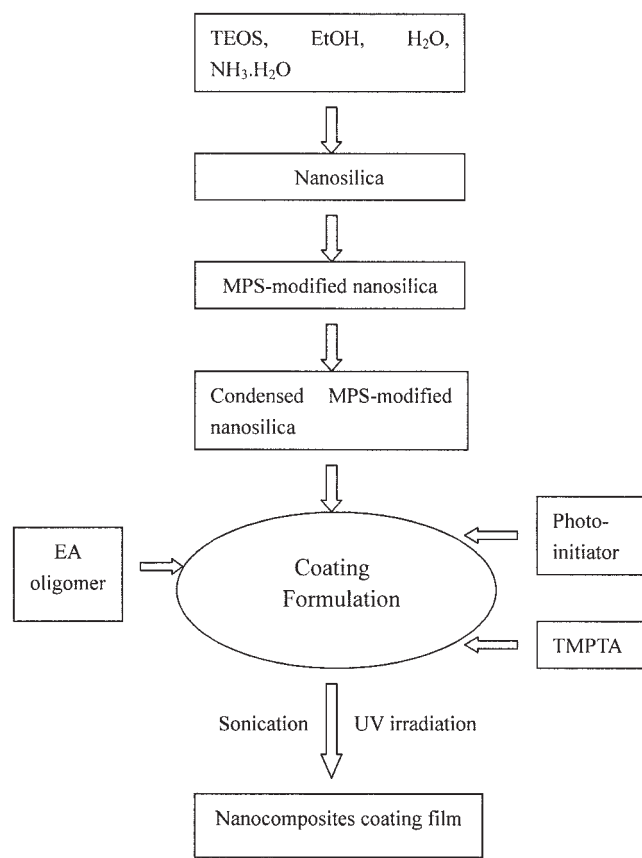 TEOS, EtOH, H₂O,
NH₃.H₂O
Nanosilica
MPS-modified nanosilica
Condensed MPS-modified
nanosilica
EA
oligomer
Coating
Formulation
Photo-
initiator
TMPTA
Sonication UV irradiation
Nanocomposites coating film